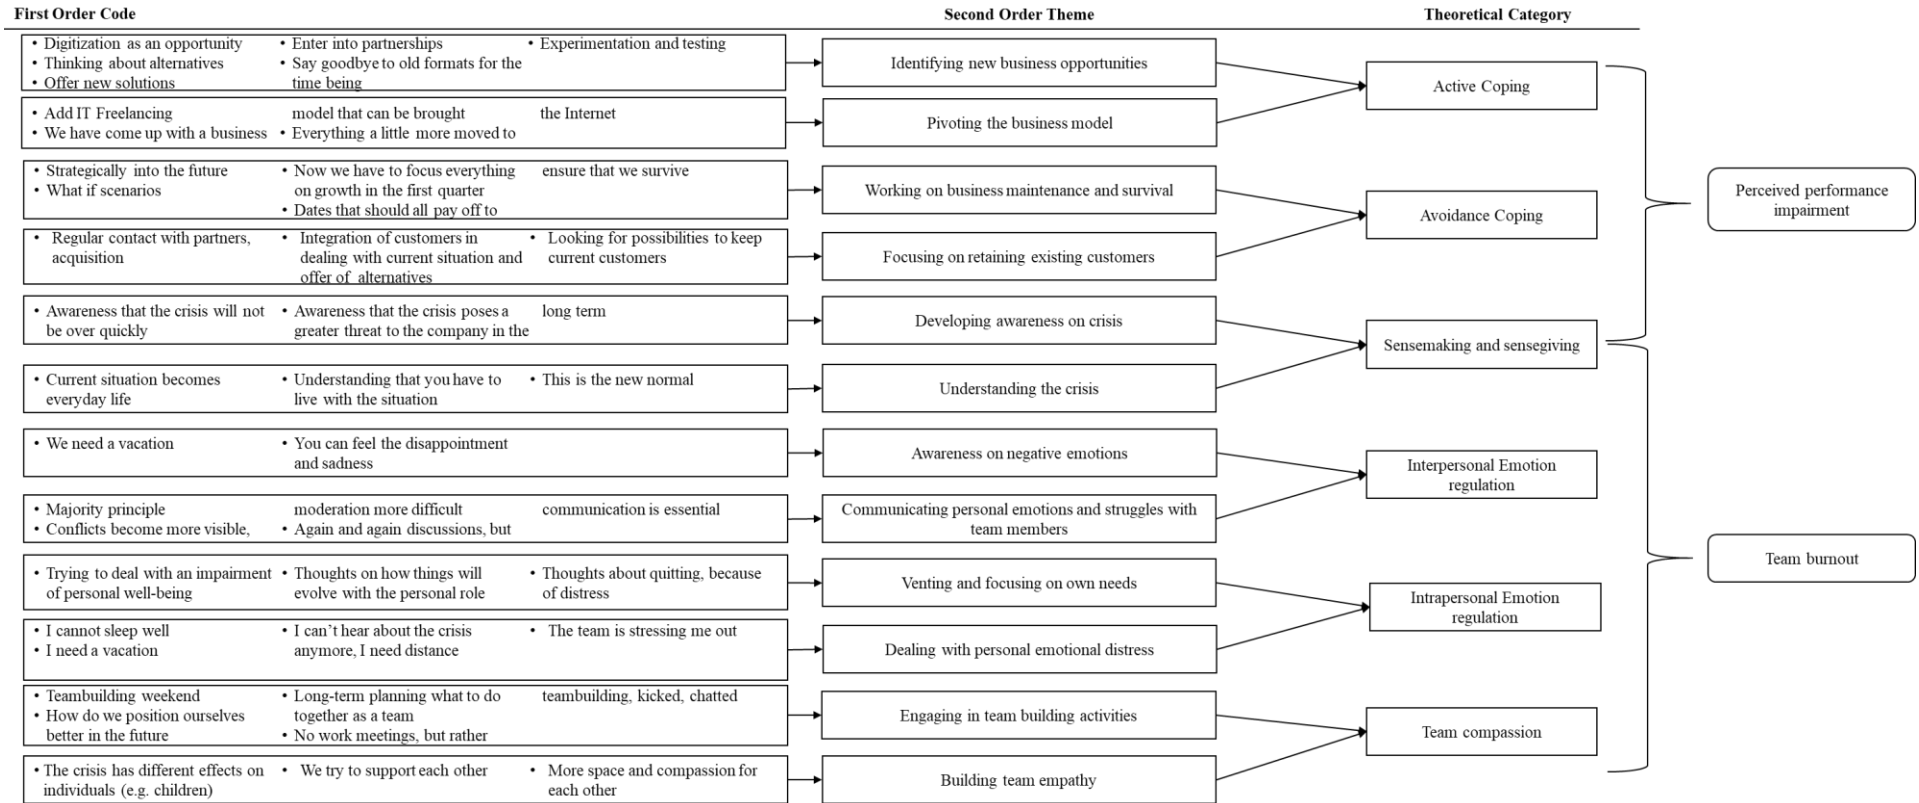 First Order Code
Second Order Theme
Theoretical Category
• Digitization as an opportunity
• Thinking about alternatives
• Offer new solutions
• Enter into partnerships
• Say goodbye to old formats for the
time being
• Experimentation and testing
Identifying new business opportunities
Active Coping
• Add IT Freelancing
• We have come up with a business
model that can be brought
• Everything a little more moved to
the Internet
Pivoting the business model
• Strategically into the future
• What if scenarios
• Now we have to focus everything
on growth in the first quarter
• Dates that should all pay off to
ensure that we survive
Working on business maintenance and survival
Avoidance Coping
Perceived performance
impairment
• Regular contact with partners,
acquisition
• Integration of customers in
dealing with current situation and
offer of alternatives
• Looking for possibilities to keep
current customers
Focusing on retaining existing customers
• Awareness that the crisis will not
be over quickly
• Awareness that the crisis poses a
greater threat to the company in the
long term
Developing awareness on crisis
Sensemaking and sensegiving
• Current situation becomes
everyday life
• Understanding that you have to
live with the situation
• This is the new normal
Understanding the crisis
• We need a vacation
• You can feel the disappointment
and sadness
Awareness on negative emotions
Interpersonal Emotion
regulation
• Majority principle
• Conflicts become more visible,
moderation more difficult
• Again and again discussions, but
communication is essential
Communicating personal emotions and struggles with
team members
Team burnout
• Trying to deal with an impairment
of personal well-being
• Thoughts on how things will
evolve with the personal role
• Thoughts about quitting, because
of distress
Venting and focusing on own needs
Intrapersonal Emotion
regulation
• I cannot sleep well
• I need a vacation
• I can't hear about the crisis
anymore, I need distance
• The team is stressing me out
Dealing with personal emotional distress
• Teambuilding weekend
• How do we position ourselves
better in the future
• Long-term planning what to do
together as a team
• No work meetings, but rather
teambuilding, kicked, chatted
Engaging in team building activities
Team compassion
• The crisis has different effects on
individuals (e.g. children)
• We try to support each other
• More space and compassion for
each other
Building team empathy